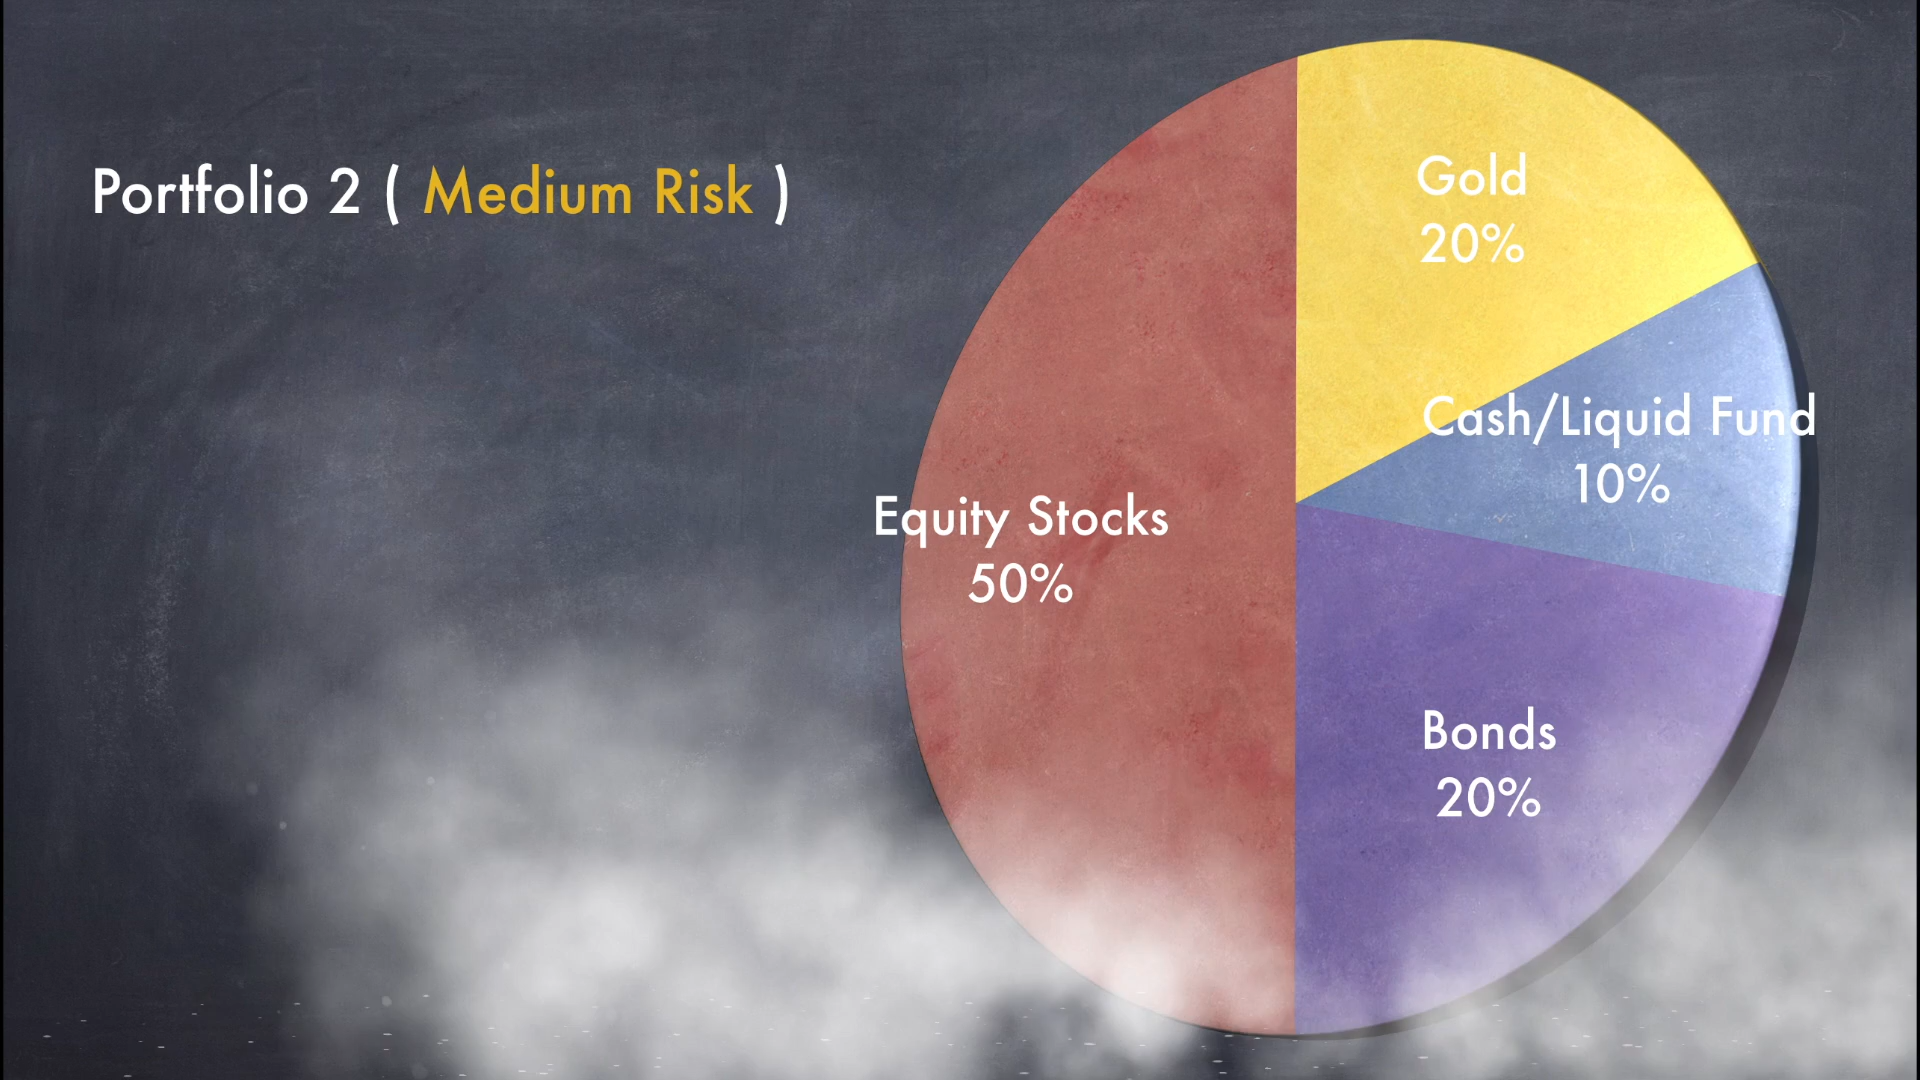 Portfolio 2 ( Medium Risk )
Gold
20%
Cash/Liquid Fund
10%
Equity Stocks
50%
Bonds
20%